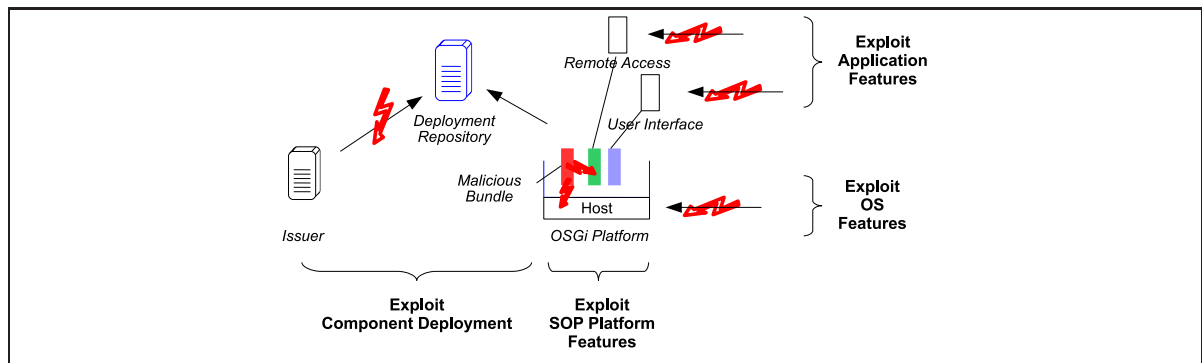 Remote Access
Exploit
Application
Features
Deployment
Repository
User Interface
Malicious
Bundle
Host
Exploit
OS
Features
Issuer
OSGi Platform
Exploit
Component Deployment
Exploit
SOP Platform
Features